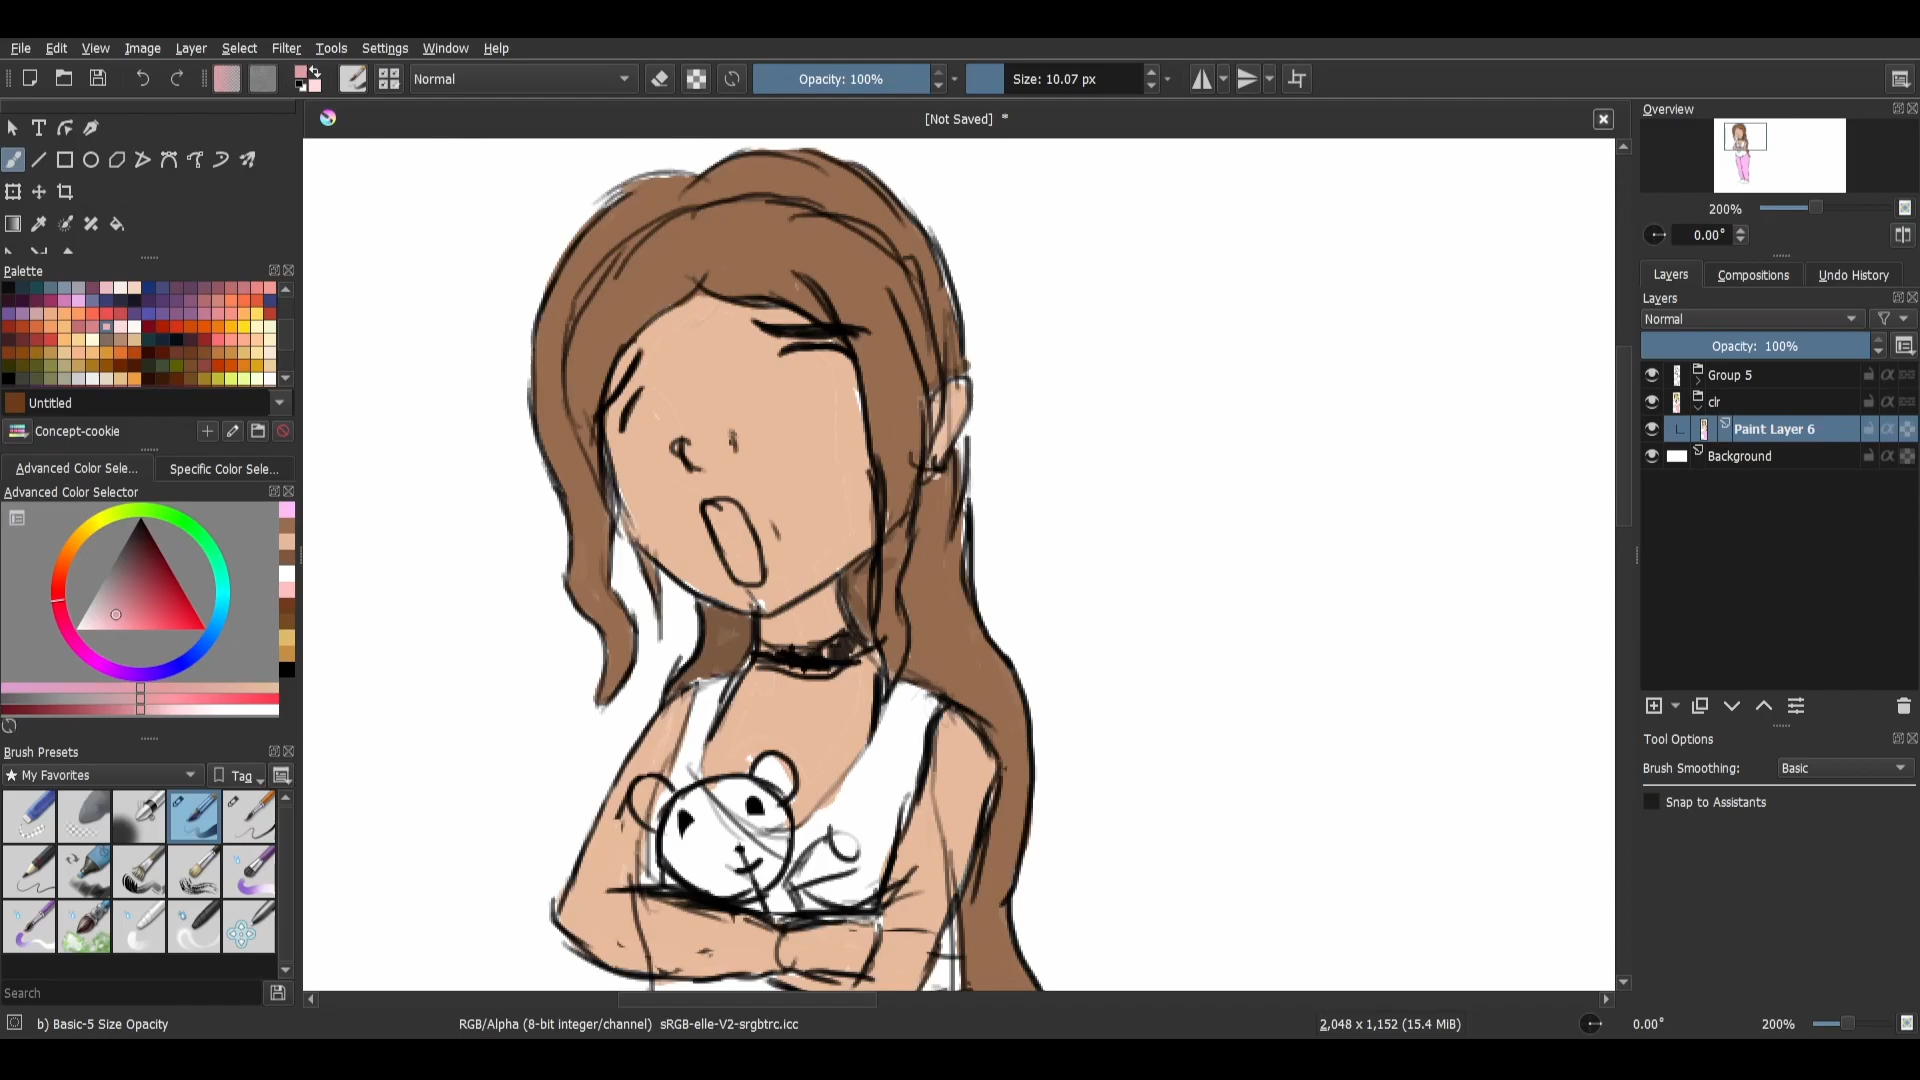 File Edit View Image Layer Select Filter Tools Settings Window Help
Normal Opacity: 100% Size: 10.07 px
[Not Saved] *
Overview
200%
0.00°
Palette
Layers Compositions Undo History
Layers
Normal
Opacity: 100%
Group 5
clr
Paint Layer 6
Background
Untitled
Concept-cookie
Advanced Color Sele... Specific Color Sele...
Advanced Color Selector
Tool Options
Brush Smoothing: Basic
Snap to Assistants
Brush Presets
★ My Favorites Tag
Search
b) Basic-5 Size Opacity RGB/Alpha (8-bit integer/channel) sRGB-elle-V2-srgbtrc.icc 2,048 x 1,152 (15.4 MiB) 0.00° 200%